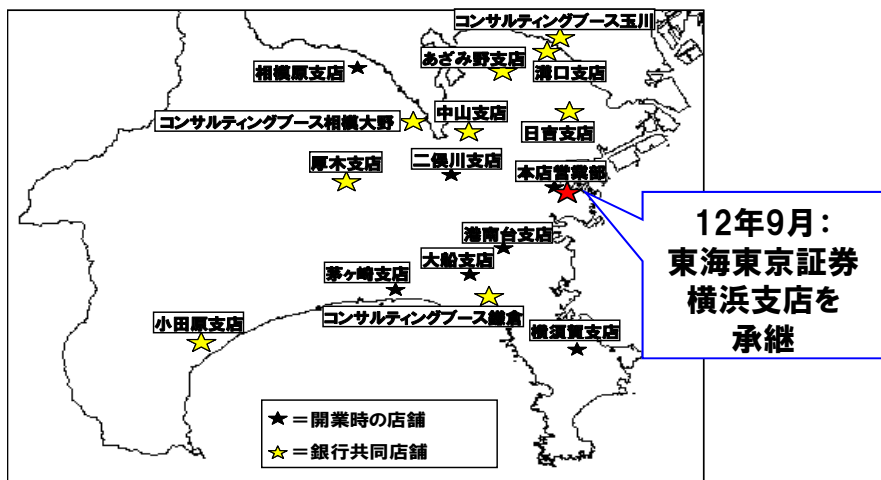 コンサルティングブース玉川
相模原支店
あざみ野支店
溝口支店
コンサルティングブース相模大野
中山支店
日吉支店
厚木支店
二俣川支店
本店営業部
12年9月：
東海東京証券
横浜支店を
承継
港南台支店
大船支店
茅ヶ崎支店
コンサルティングブース鎌倉
小田原支店
横須賀支店
★＝開業時の店舗
★＝銀行共同店舗